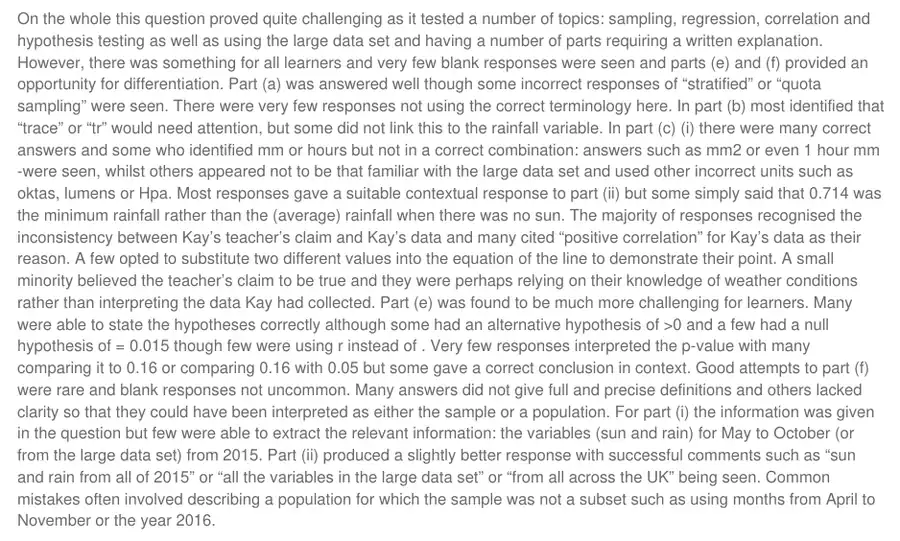 On the whole this question proved quite challenging as it tested a number of topics: sampling, regression, correlation and
hypothesis testing as well as using the large data set and having a number of parts requiring a written explanation.
However, there was something for all learners and very few blank responses were seen and parts (e) and (f) provided an
opportunity for differentiation. Part (a) was answered well though some incorrect responses of “stratified” or “quota
sampling” were seen. There were very few responses not using the correct terminology here. In part (b) most identified that
“trace” or “tr” would need attention, but some did not link this to the rainfall variable. In part (c) (i) there were many correct
answers and some who identified mm or hours but not in a correct combination: answers such as mm2 or even 1 hour mm
-were seen, whilst others appeared not to be that familiar with the large data set and used other incorrect units such as
oktas, lumens or Hpa. Most responses gave a suitable contextual response to part (ii) but some simply said that 0.714 was
the minimum rainfall rather than the (average) rainfall when there was no sun. The majority of responses recognised the
inconsistency between Kay’s teacher’s claim and Kay’s data and many cited “positive correlation” for Kay’s data as their
reason. A few opted to substitute two different values into the equation of the line to demonstrate their point. A small
minority believed the teacher’s claim to be true and they were perhaps relying on their knowledge of weather conditions
rather than interpreting the data Kay had collected. Part (e) was found to be much more challenging for learners. Many
were able to state the hypotheses correctly although some had an alternative hypothesis of >0 and a few had a null
hypothesis of = 0.015 though few were using r instead of . Very few responses interpreted the p-value with many
comparing it to 0.16 or comparing 0.16 with 0.05 but some gave a correct conclusion in context. Good attempts to part (f)
were rare and blank responses not uncommon. Many answers did not give full and precise definitions and others lacked
clarity so that they could have been interpreted as either the sample or a population. For part (i) the information was given
in the question but few were able to extract the relevant information: the variables (sun and rain) for May to October (or
from the large data set) from 2015. Part (ii) produced a slightly better response with successful comments such as “sun
and rain from all of 2015” or “all the variables in the large data set” or “from all across the UK” being seen. Common
mistakes often involved describing a population for which the sample was not a subset such as using months from April to
November or the year 2016.